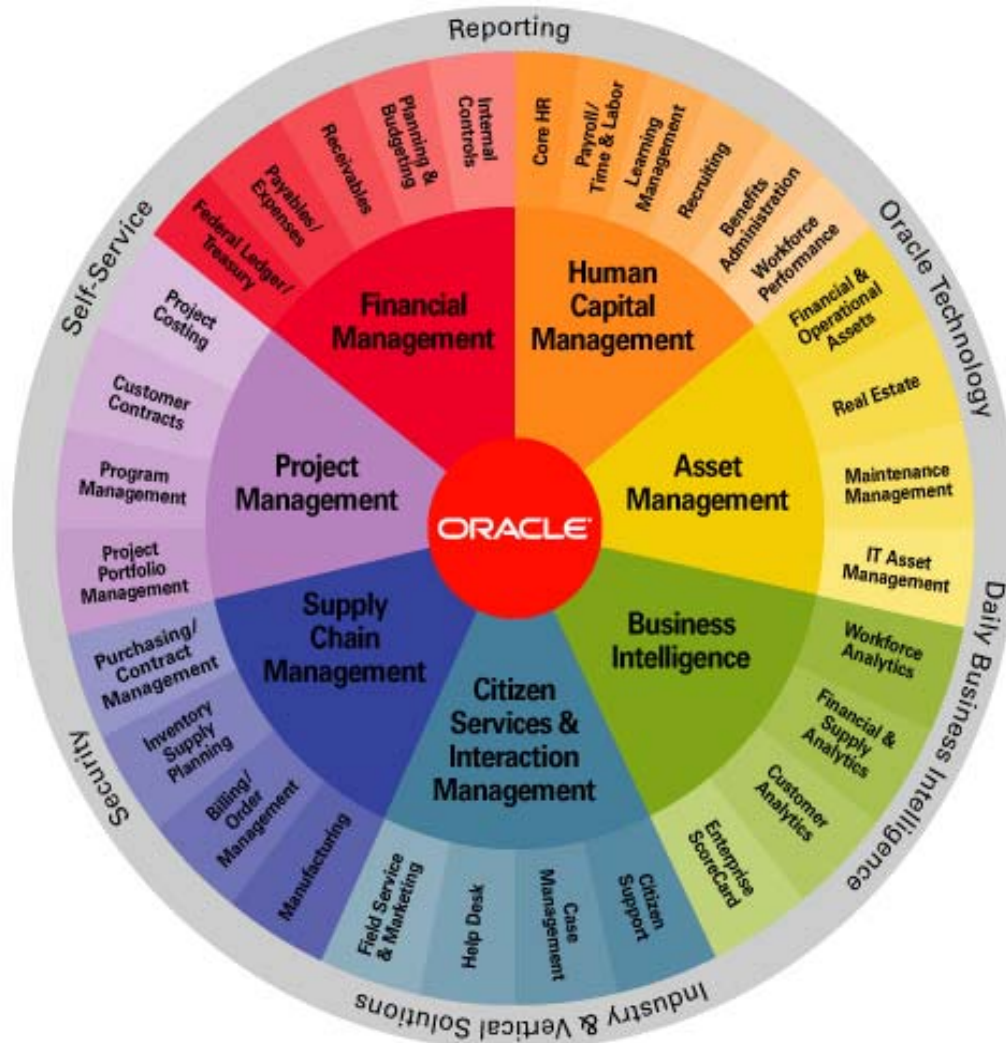 Reporting
Oracle Technology
Daily Business Intelligence
Industry & Vertical Solutions
Security
Self-Service
ORACLE
Financial
Management
Federal Ledger/
Treasury
Payables/
Expenses
Receivables
Planning &
Budgeting
Internal
Controls
Human
Capital
Management
Core HR
Payroll/
Time & Labor
Learning
Management
Recruiting
Benefits
Administration
Workforce
Performance
Asset
Management
Financial &
Operational
Assets
Real Estate
Maintenance
Management
IT Asset
Management
Business
Intelligence
Workforce
Analytics
Financial &
Supply
Analytics
Customer
Analytics
Enterprise
ScoreCard
Citizen
Services &
Interaction
Management
Citizen
Support
Case
Management
Help Desk
Field Service
& Marketing
Supply
Chain
Management
Manufacturing
Billing/
Order
Management
Inventory
Supply
Planning
Purchasing/
Contract
Management
Project
Management
Project
Portfolio
Management
Program
Management
Customer
Contracts
Project
Costing